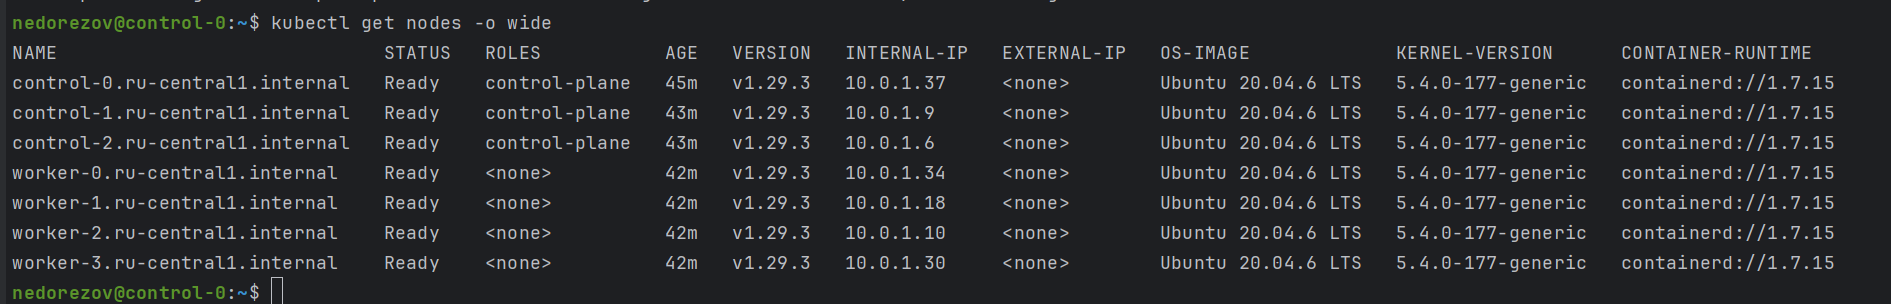 nedorezov@control-0:~$ kubectl get nodes -o wide
NAME STATUS ROLES AGE VERSION INTERNAL-IP EXTERNAL-IP OS-IMAGE KERNEL-VERSION CONTAINER-RUNTIME
control-0.ru-central1.internal Ready control-plane 45m v1.29.3 10.0.1.37 <none> Ubuntu 20.04.6 LTS 5.4.0-177-generic containerd://1.7.15
control-1.ru-central1.internal Ready control-plane 43m v1.29.3 10.0.1.9 <none> Ubuntu 20.04.6 LTS 5.4.0-177-generic containerd://1.7.15
control-2.ru-central1.internal Ready control-plane 43m v1.29.3 10.0.1.6 <none> Ubuntu 20.04.6 LTS 5.4.0-177-generic containerd://1.7.15
worker-0.ru-central1.internal Ready <none> 42m v1.29.3 10.0.1.34 <none> Ubuntu 20.04.6 LTS 5.4.0-177-generic containerd://1.7.15
worker-1.ru-central1.internal Ready <none> 42m v1.29.3 10.0.1.18 <none> Ubuntu 20.04.6 LTS 5.4.0-177-generic containerd://1.7.15
worker-2.ru-central1.internal Ready <none> 42m v1.29.3 10.0.1.10 <none> Ubuntu 20.04.6 LTS 5.4.0-177-generic containerd://1.7.15
worker-3.ru-central1.internal Ready <none> 42m v1.29.3 10.0.1.30 <none> Ubuntu 20.04.6 LTS 5.4.0-177-generic containerd://1.7.15
nedorezov@control-0:~$